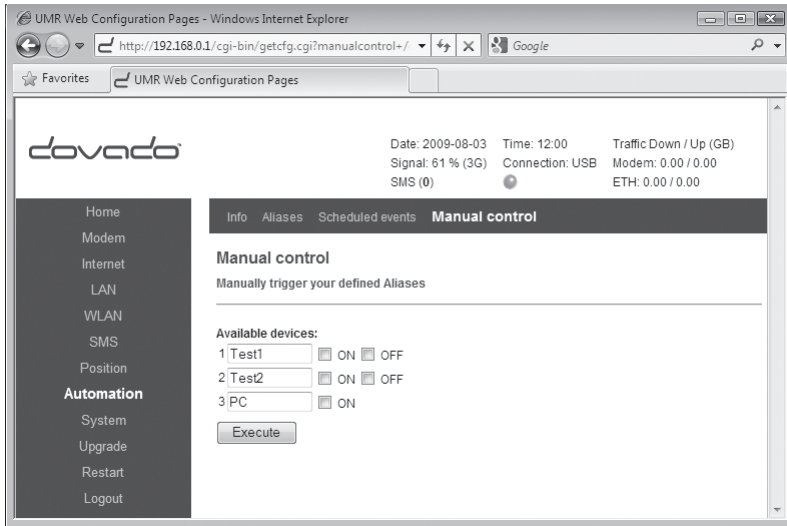 UMR Web Configuration Pages - Windows Internet Explorer
http://192.168.0.1/cgi-bin/getcfg.cgi?manualcontrol+/
Google
Favorites
UMR Web Configuration Pages
dovado
Date: 2009-08-03 Time: 12:00 Traffic Down / Up (GB)
Signal: 61 % (3G) Connection: USB Modem: 0.00 / 0.00
SMS (0) ETH: 0.00 / 0.00
Home
Modem
Internet
LAN
WLAN
SMS
Position
Automation
System
Upgrade
Restart
Logout
Info Aliases Scheduled events Manual control
Manual control
Manually trigger your defined Aliases
Available devices:
1 Test1 ON OFF
2 Test2 ON OFF
3 PC ON
Execute